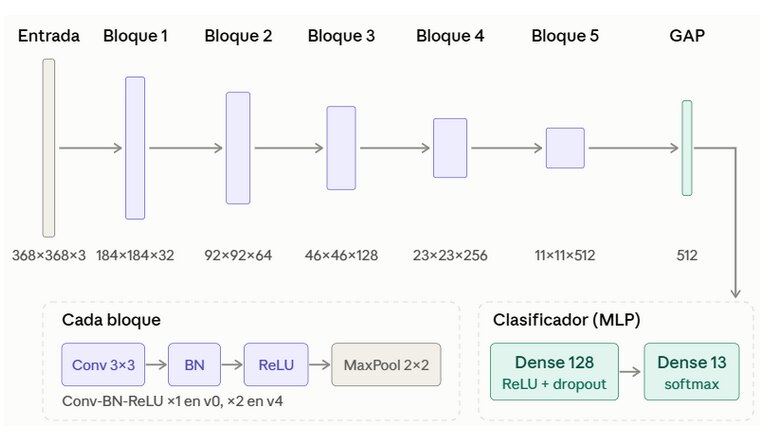 Entrada Bloque 1 Bloque 2 Bloque 3 Bloque 4 Bloque 5 GAP
368×368×3 184×184×32 92×92×64 46×46×128 23×23×256 11×11×512 512
Cada bloque
Conv 3×3 BN ReLU MaxPool 2×2
Conv-BN-ReLU ×1 en v0, ×2 en v4
Clasificador (MLP)
Dense 128
ReLU + dropout
Dense 13
softmax